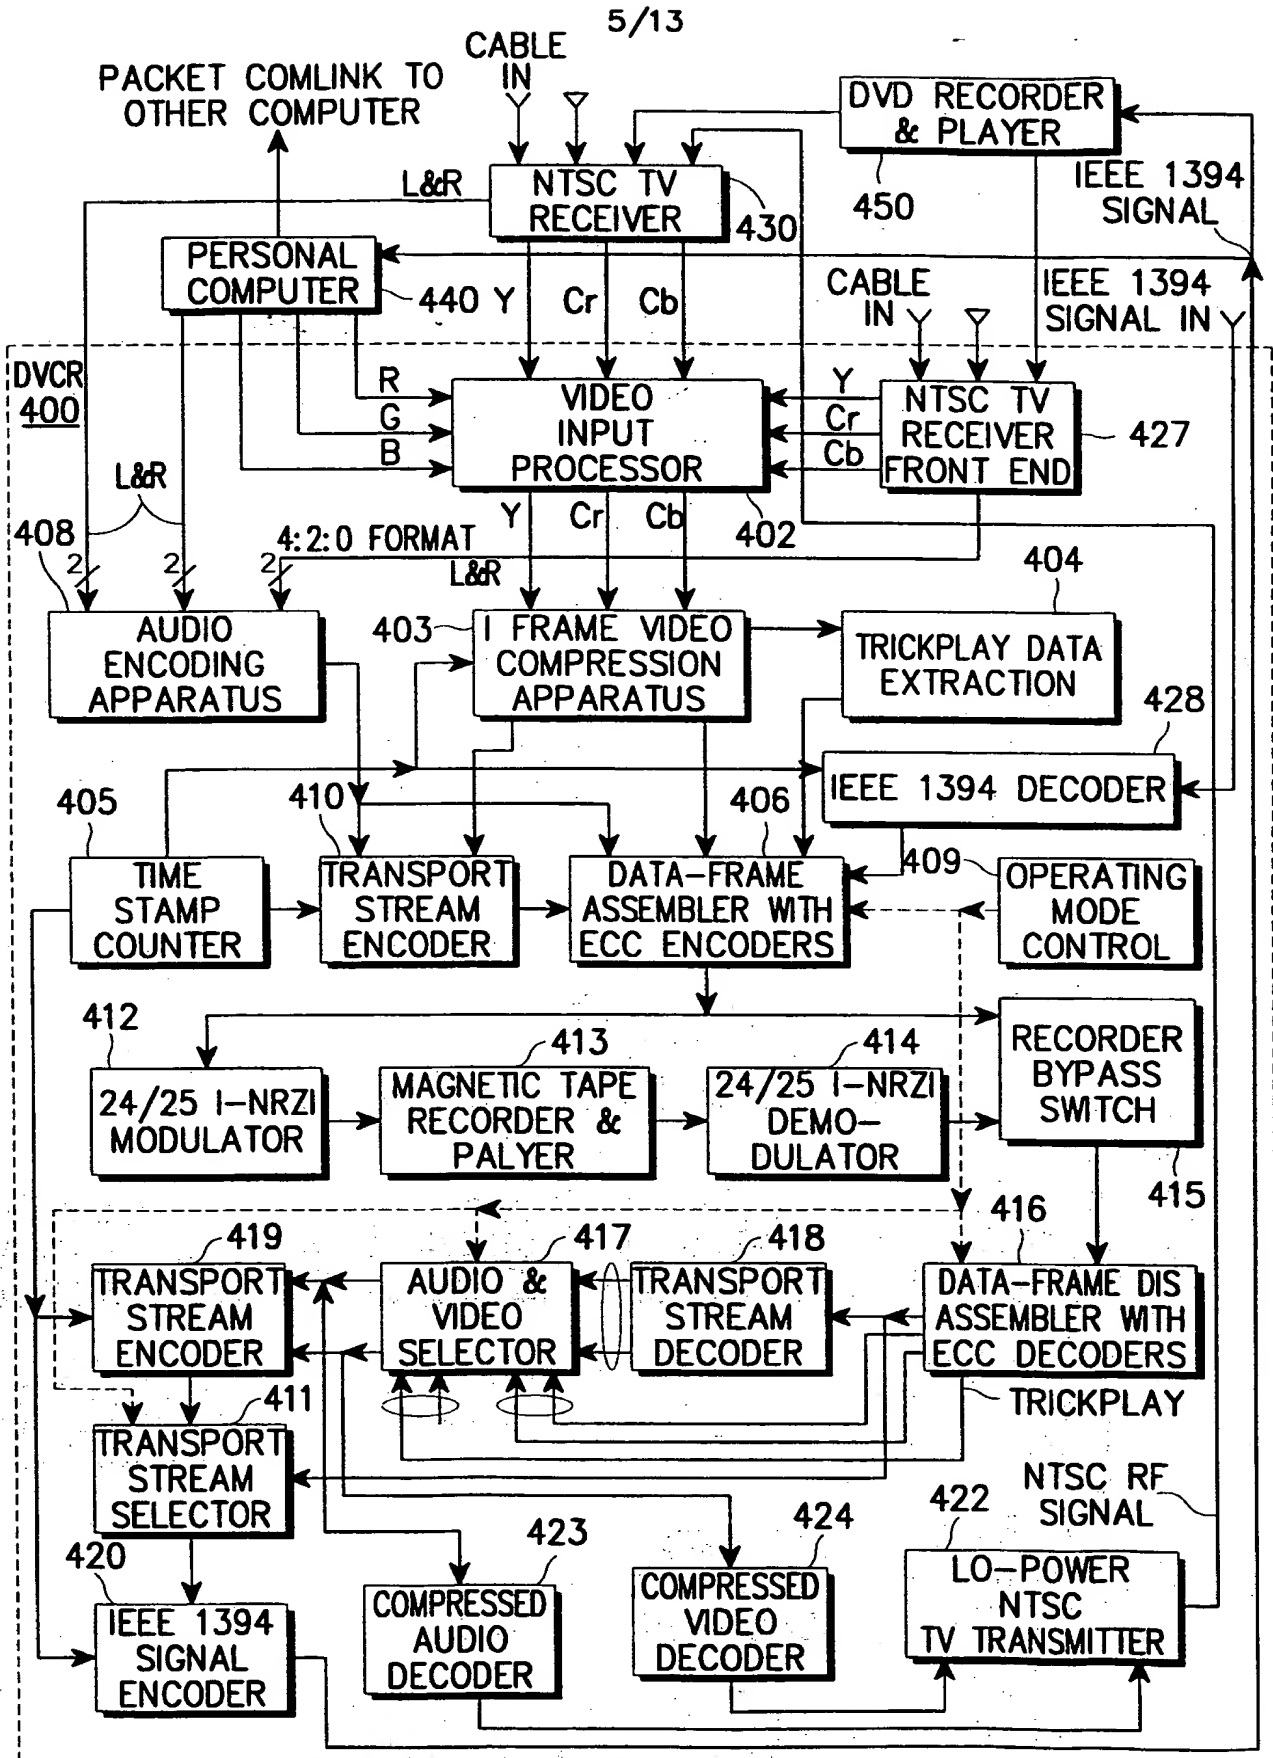 5/13
CABLE
IN
PACKET COMLINK TO
OTHER COMPUTER
DVD RECORDER
& PLAYER
450
IEEE 1394
SIGNAL
L&R
NTSC TV
RECEIVER
430
PERSONAL
COMPUTER
440
Y
Cr
Cb
CABLE
IN
IEEE 1394
SIGNAL IN
DVCR
400
R
G
B
VIDEO
INPUT
PROCESSOR
402
Y
Cr
Cb
NTSC TV
RECEIVER
FRONT END
427
L&R
Y
Cr
Cb
4:2:0 FORMAT
L&R
408
2
2
2
AUDIO
ENCODING
APPARATUS
403
I FRAME VIDEO
COMPRESSION
APPARATUS
404
TRICKPLAY DATA
EXTRACTION
428
IEEE 1394 DECODER
405
TIME
STAMP
COUNTER
410
TRANSPORT
STREAM
ENCODER
406
DATA-FRAME
ASSEMBLER WITH
ECC ENCODERS
409
OPERATING
MODE
CONTROL
412
24/25 I-NRZI
MODULATOR
413
MAGNETIC TAPE
RECORDER &
PALYER
414
24/25 I-NRZI
DEMO-
DULATOR
RECORDER
BYPASS
SWITCH
415
419
TRANSPORT
STREAM
ENCODER
417
AUDIO &
VIDEO
SELECTOR
418
TRANSPORT
STREAM
DECODER
416
DATA-FRAME DIS
ASSEMBLER WITH
ECC DECODERS
TRICKPLAY
411
TRANSPORT
STREAM
SELECTOR
NTSC RF
SIGNAL
420
IEEE 1394
SIGNAL
ENCODER
423
COMPRESSED
AUDIO
DECODER
424
COMPRESSED
VIDEO
DECODER
422
LO-POWER
NTSC
TV TRANSMITTER